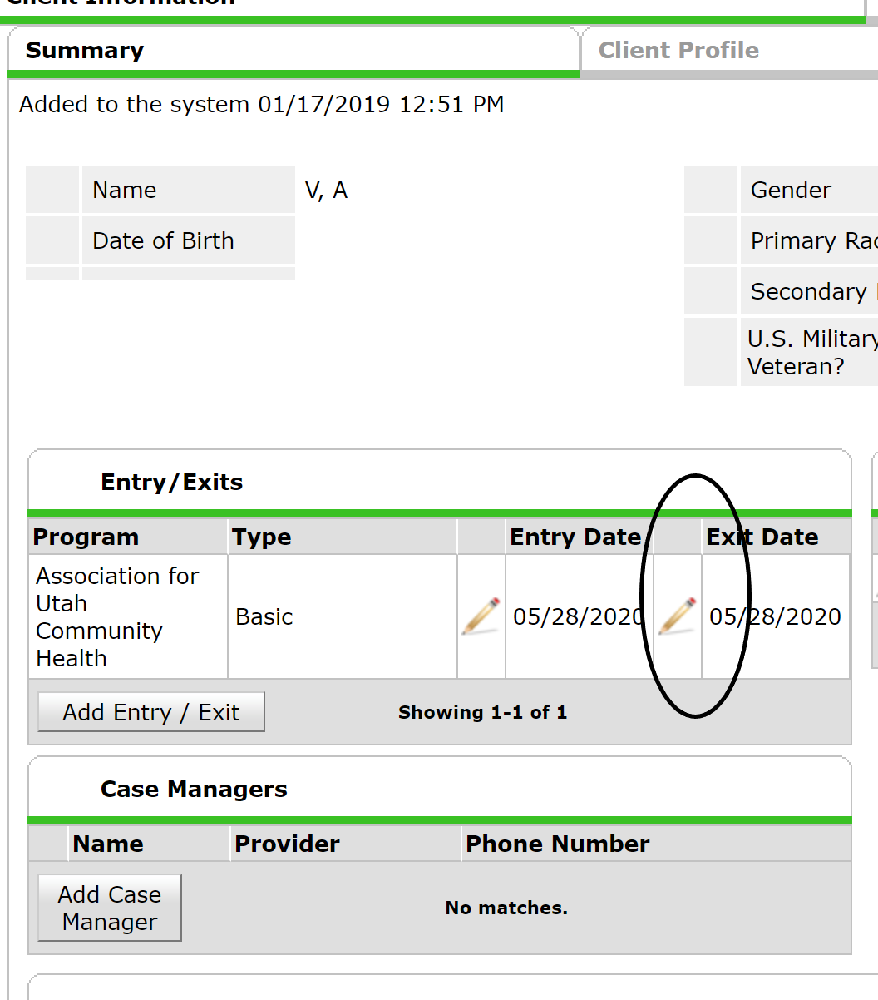 Client Information
Summary
Client Profile
Added to the system 01/17/2019 12:51 PM
Name
V, A
Gender
Date of Birth
Primary
Secondary
U.S. Military
Veteran?
Entry/Exits
Program
Type
Entry Date
Exit Date
Association for
Utah
Community
Health
Basic
05/28/2020
05/28/2020
Add Entry / Exit
Showing 1-1 of 1
Case Managers
Name
Provider
Phone Number
Add Case
Manager
No matches.